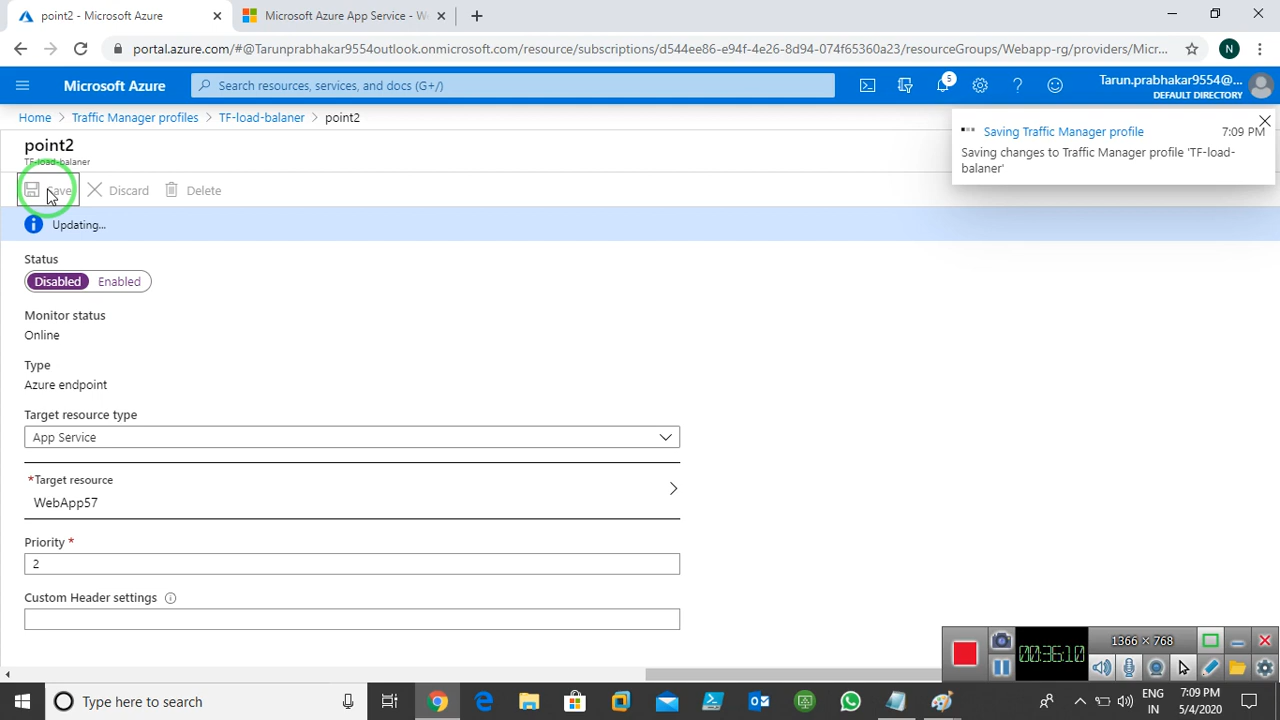 point2 - Microsoft Azure
Microsoft Azure App Service - We
portal.azure.com/#@Tarunprabhakar9554outlook.onmicrosoft.com/resource/subscriptions/d544ee86-e94f-4e26-8d94-074f65360a23/resourceGroups/Webapp-rg/providers/Micr...
N
Microsoft Azure
Search resources, services, and docs (G+/)
5
Tarun.prabhakar9554@...
DEFAULT DIRECTORY
Home > Traffic Manager profiles > TF-load-balaner > point2
Saving Traffic Manager profile
7:09 PM
Saving changes to Traffic Manager profile 'TF-load-
balaner'
point2
TF-load-balaner
Save
Discard
Delete
Updating...
Status
Disabled Enabled
Monitor status
Online
Type
Azure endpoint
Target resource type
App Service
*Target resource
WebApp57
Priority *
2
Custom Header settings
00:36:10
1366 × 768
Type here to search
ENG
IN
7:09 PM
5/4/2020